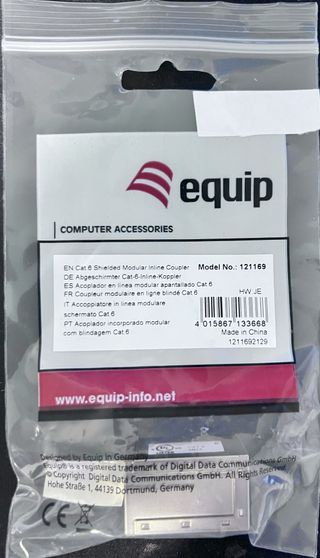 equip
COMPUTER ACCESSORIES
EN Cat.6 Shielded Modular Inline Coupler Model No.: 121169
DE Abgeschirmter Cat-6-Inline-Koppler
ES Acoplador en línea modular apantallado Cat.6
FR Coupleur modulaire en ligne blindé Cat.6 HW JE
IT Accoppiatore in linea modulare
schermato Cat.6
PT Acoplador incorporado modular
com blindagem Cat.6
4 015867 133668
Made in China
1211692129
www.equip-info.net
Designed by Equip in Germany
Equip® is a registered trademark of Digital Data Communications GmbH
© Copyright Digital Data Communications GmbH. All Rights Reserved
Hohe Straße 1, 44139 Dortmund, Germany
CE